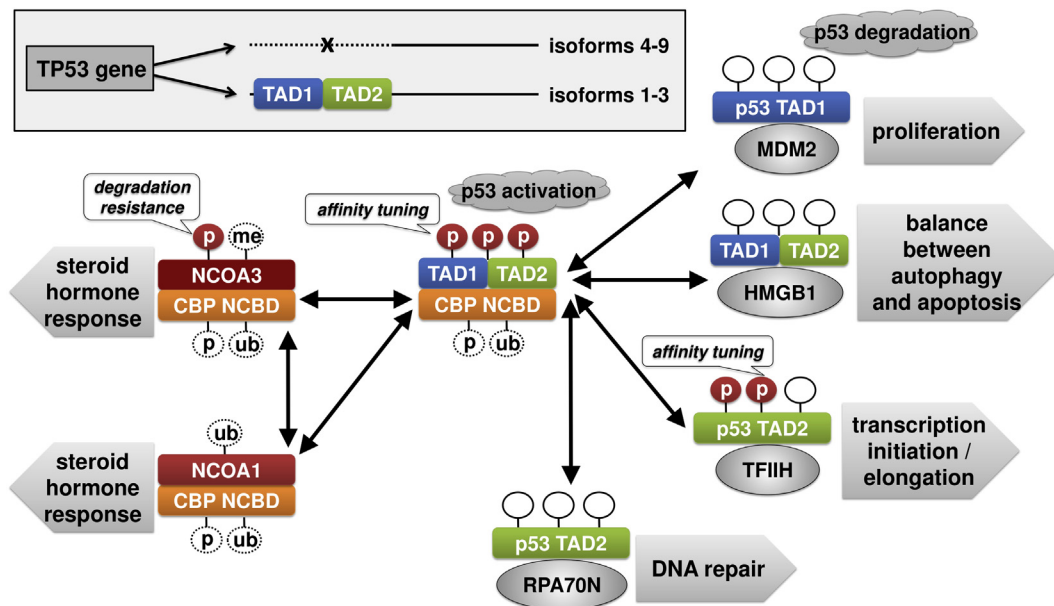 TP53 gene
x
isoforms 4-9
TAD1 TAD2
isoforms 1-3
p53 degradation
p53 TAD1
MDM2
proliferation
p53 activation
degradation
resistance
p me
NCOA3
CBP NCBD
p ub
steroid
hormone
response
affinity tuning
p p p
TAD1 TAD2
CBP NCBD
p ub
TAD1 TAD2
HMGB1
balance
between
autophagy
and apoptosis
affinity tuning
p p
p53 TAD2
TFIIH
transcription
initiation /
elongation
ub
NCOA1
CBP NCBD
p ub
steroid
hormone
response
p53 TAD2
RPA70N
DNA repair